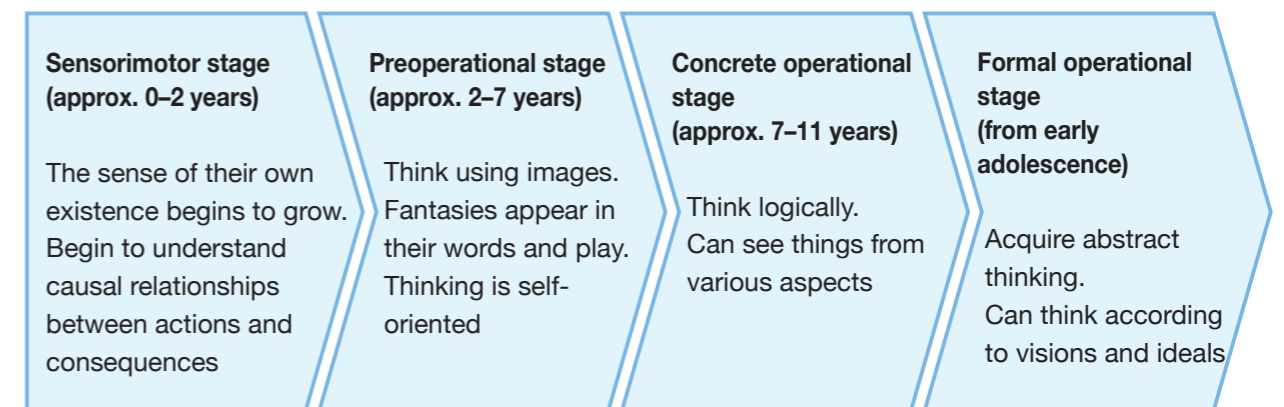 Sensorimotor stage
(approx. 0–2 years)
The sense of their own
existence begins to grow.
Begin to understand
causal relationships
between actions and
consequences
Preoperational stage
(approx. 2–7 years)
Think using images.
Fantasies appear in
their words and play.
Thinking is self-
oriented
Concrete operational
stage
(approx. 7–11 years)
Think logically.
Can see things from
various aspects
Formal operational
stage
(from early
adolescence)
Acquire abstract
thinking.
Can think according
to visions and ideals